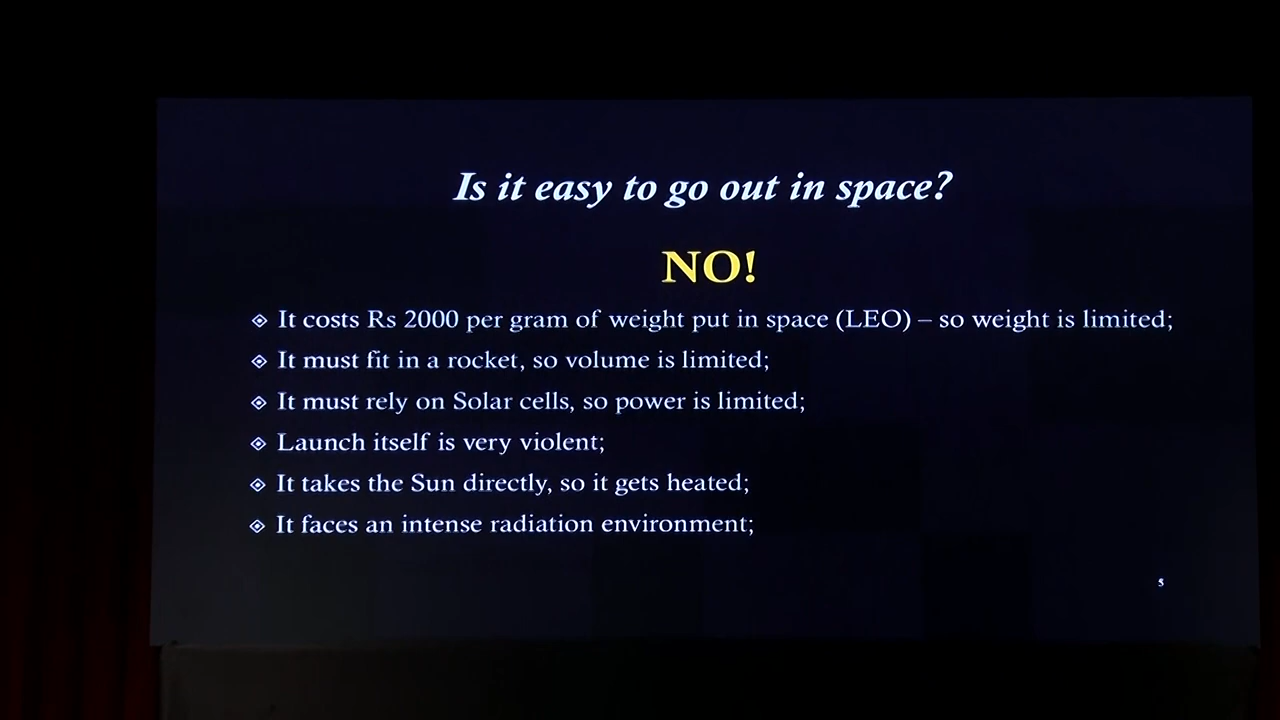 Is it easy to go out in space?
NO!
It costs Rs 2000 per gram of weight put in space (LEO) – so weight is limited;
It must fit in a rocket, so volume is limited;
It must rely on Solar cells, so power is limited;
Launch itself is very violent;
It takes the Sun directly, so it gets heated;
It faces an intense radiation environment;
5